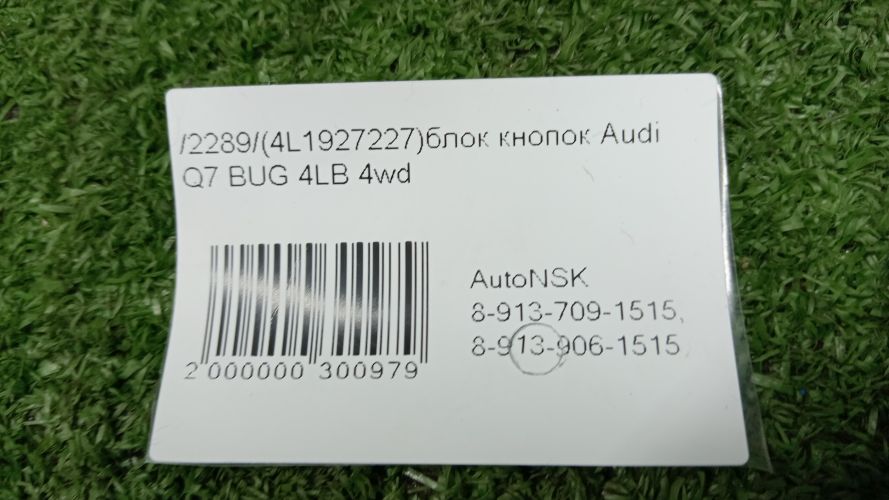 /2289/(4L1927227)блок кнопок Audi
Q7 BUG 4LB 4wd
AutoNSK
8-913-709-1515,
8-913-906-1515
2 000000 300979